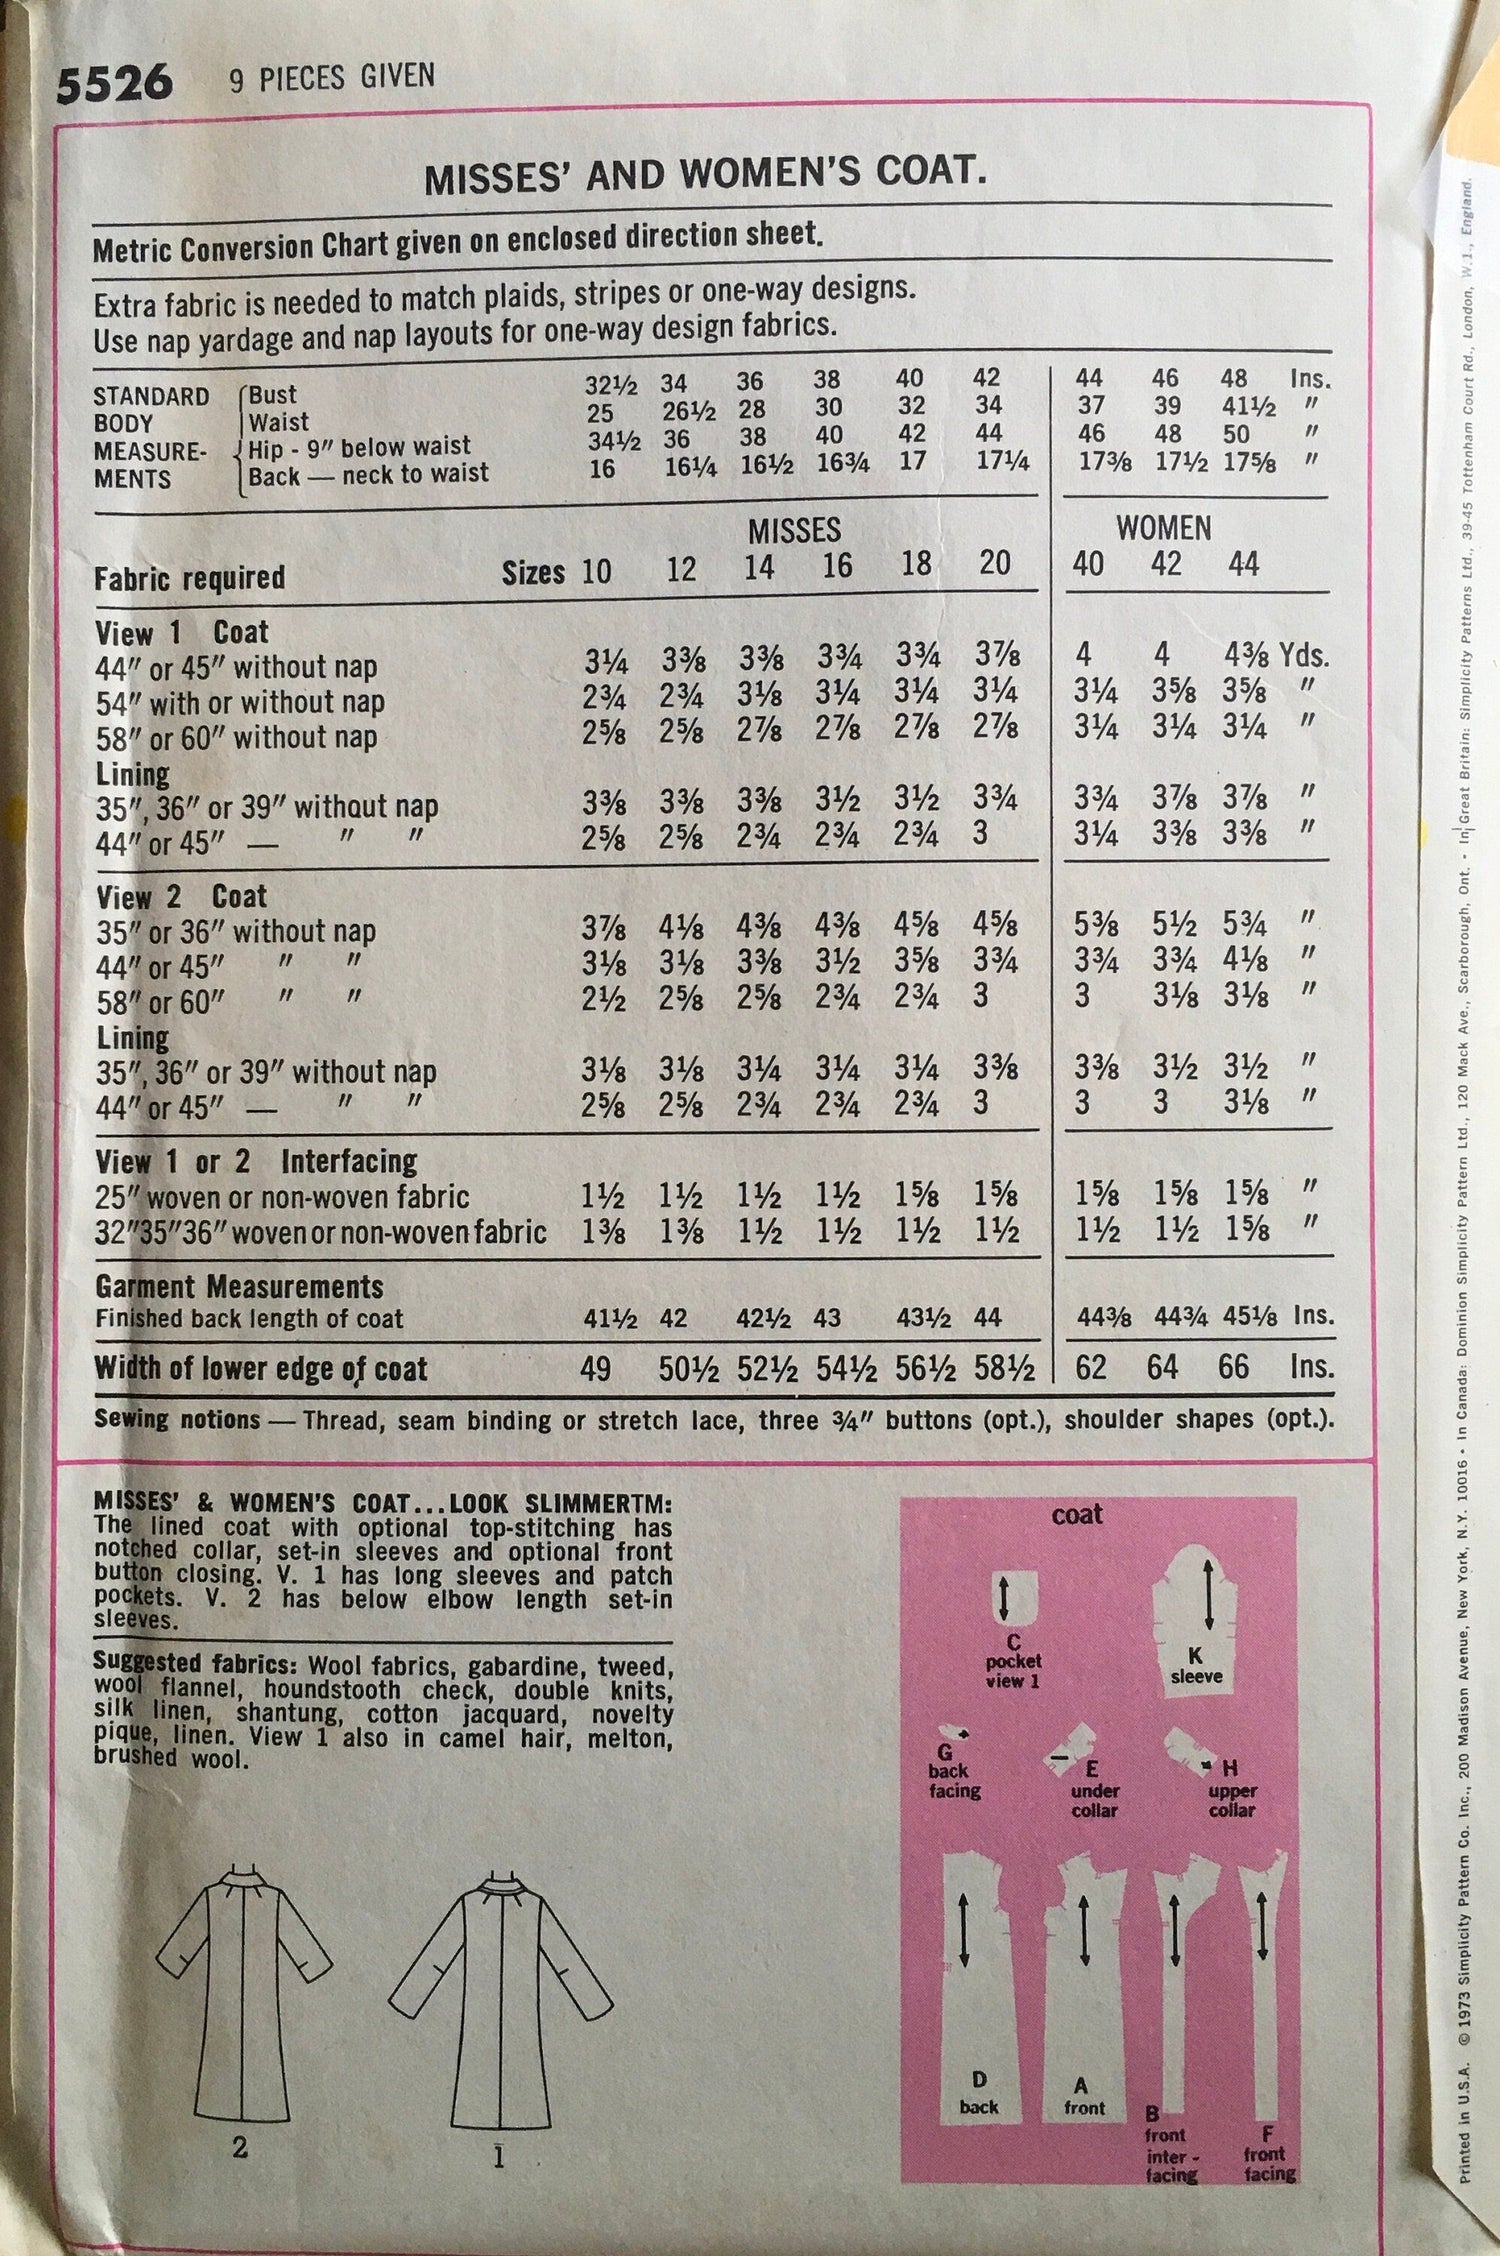 5526 9 PIECES GIVEN
MISSES' AND WOMEN'S COAT.
Metric Conversion Chart given on enclosed direction sheet.
Extra fabric is needed to match plaids, stripes or one-way designs.
Use nap yardage and nap layouts for one-way design fabrics.
STANDARD Bust 32½ 34 36 38 40 42 44 46 48 Ins.
BODY Waist 25 26½ 28 30 32 34 37 39 41½ "
MEASURE- Hip - 9" below waist 34½ 36 38 40 42 44 46 48 50 "
MENTS Back — neck to waist 16 16¼ 16½ 16¾ 17 17¼ 17⅜ 17½ 17⅝ "
MISSES WOMEN
Fabric required Sizes 10 12 14 16 18 20 40 42 44
View 1 Coat
44" or 45" without nap 3¼ 3⅜ 3⅜ 3¾ 3¾ 3⅞ 4 4 4⅜ Yds.
54" with or without nap 2¾ 2¾ 3⅛ 3¼ 3¼ 3¼ 3¼ 3⅝ 3⅝ "
58" or 60" without nap 2⅝ 2⅝ 2⅞ 2⅞ 2⅞ 2⅞ 3¼ 3¼ 3¼ "
Lining
35", 36" or 39" without nap 3⅜ 3⅜ 3⅜ 3½ 3½ 3¾ 3¾ 3⅞ 3⅞ "
44" or 45" — " " 2⅝ 2⅝ 2¾ 2¾ 2¾ 3 3¼ 3⅜ 3⅜ "
View 2 Coat
35" or 36" without nap 3⅞ 4⅛ 4⅜ 4⅜ 4⅝ 4⅝ 5⅜ 5½ 5¾ "
44" or 45" " " 3⅛ 3⅛ 3⅜ 3½ 3⅝ 3¾ 3¾ 3¾ 4⅛ "
58" or 60" " " 2½ 2⅝ 2⅝ 2¾ 2¾ 3 3 3⅛ 3⅛ "
Lining
35", 36" or 39" without nap 3⅛ 3⅛ 3¼ 3¼ 3¼ 3⅜ 3⅜ 3½ 3½ "
44" or 45" — " " 2⅝ 2⅝ 2¾ 2¾ 2¾ 3 3 3 3⅛ "
View 1 or 2 Interfacing
25" woven or non-woven fabric 1½ 1½ 1½ 1½ 1⅝ 1⅝ 1⅝ 1⅝ 1⅝ "
32"35"36" woven or non-woven fabric 1⅜ 1⅜ 1½ 1½ 1½ 1½ 1½ 1½ 1⅝ "
Garment Measurements
Finished back length of coat 41½ 42 42½ 43 43½ 44 44⅜ 44¾ 45⅛ Ins.
Width of lower edge of coat 49 50½ 52½ 54½ 56½ 58½ 62 64 66 Ins.
Sewing notions — Thread, seam binding or stretch lace, three ¾" buttons (opt.), shoulder shapes (opt.).
MISSES' & WOMEN'S COAT...LOOK SLIMMERTM:
The lined coat with optional top-stitching has
notched collar, set-in sleeves and optional front
button closing. V. 1 has long sleeves and patch
pockets. V. 2 has below elbow length set-in
sleeves.
Suggested fabrics: Wool fabrics, gabardine, tweed,
wool flannel, houndstooth check, double knits,
silk linen, shantung, cotton jacquard, novelty
pique, linen. View 1 also in camel hair, melton,
brushed wool.
2
1
coat
C
pocket
view 1
K
sleeve
G
back
facing
E
under
collar
H
upper
collar
D
back
A
front
B
front
inter-
facing
F
front
facing
Printed in U.S.A. © 1973 Simplicity Pattern Co. Inc., 200 Madison Avenue, New York, N.Y. 10016 • In Canada: Dominion Simplicity Pattern Ltd., 120 Mack Ave., Scarborough, Ont. • In Great Britain: Simplicity Patterns Ltd., 39-45 Tottenham Court Rd., London, W.1., England.